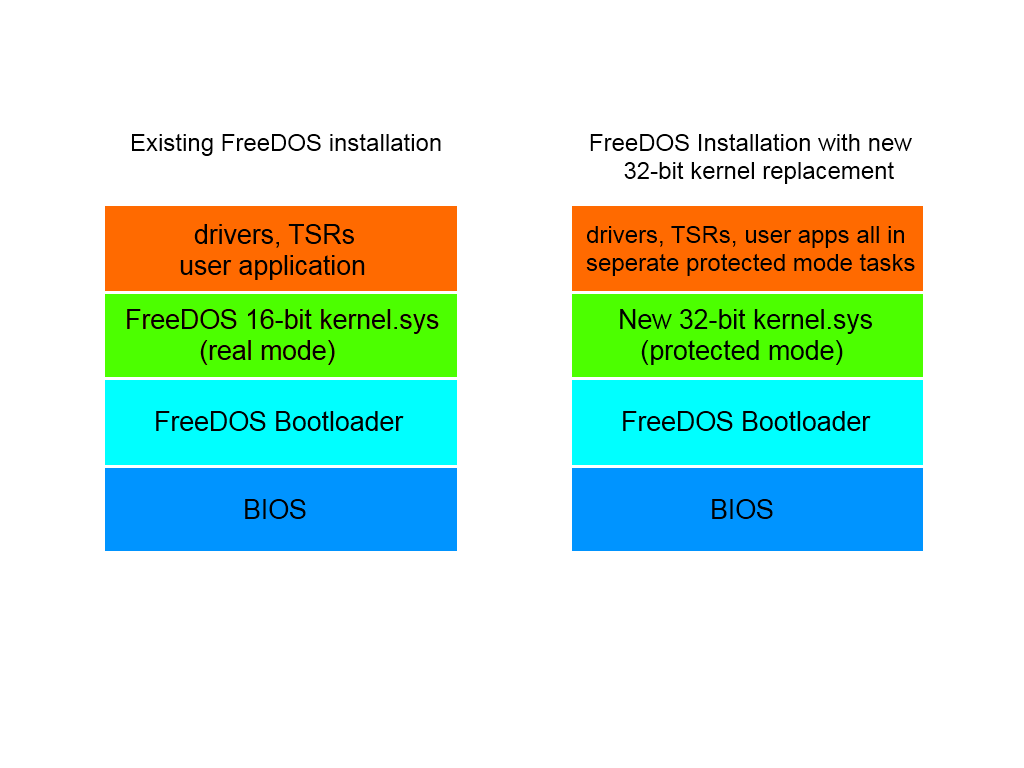 Existing FreeDOS installation
drivers, TSRs
user application
FreeDOS 16-bit kernel.sys
(real mode)
FreeDOS Bootloader
BIOS
FreeDOS Installation with new
32-bit kernel replacement
drivers, TSRs, user apps all in
seperate protected mode tasks
New 32-bit kernel.sys
(protected mode)
FreeDOS Bootloader
BIOS